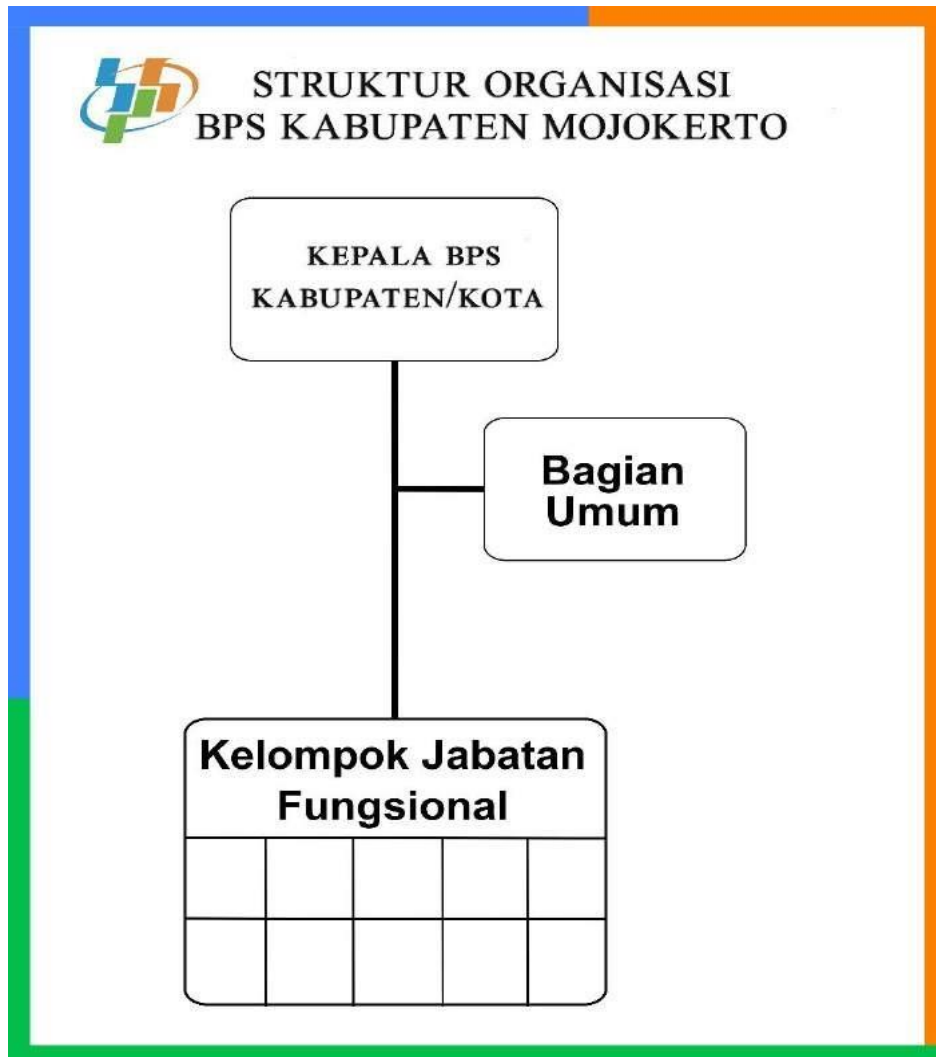 STRUKTUR ORGANISASI
BPS KABUPATEN MOJOKERTO
KEPALA BPS
KABUPATEN/KOTA
Bagian
Umum
Kelompok Jabatan
Fungsional